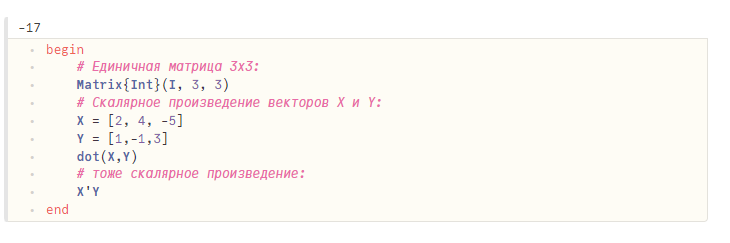 -17
begin
# Единичная матрица 3x3:
Matrix{Int}(I, 3, 3)
# Скалярное произведение векторов X и Y:
X = [2, 4, -5]
Y = [1,-1,3]
dot(X,Y)
# тоже скалярное произведение:
X'Y
end